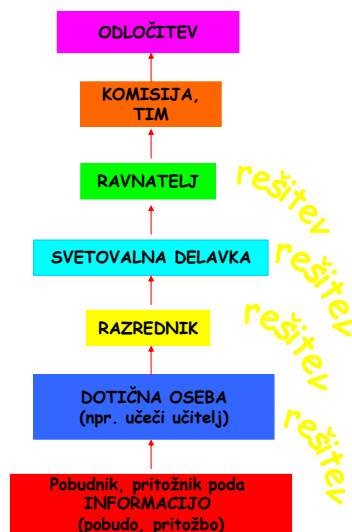 ODLOČITEV
KOMISIJA,
TIM
RAVNATELJ
rešitev
SVETOVALNA DELAVKA
rešitev
RAZREDNIK
rešitev
DOTIČNA OSEBA
(npr. učeči učitelj)
rešitev
Pobudnik, pritožnik poda
INFORMACIJO
(pobudo, pritožbo)